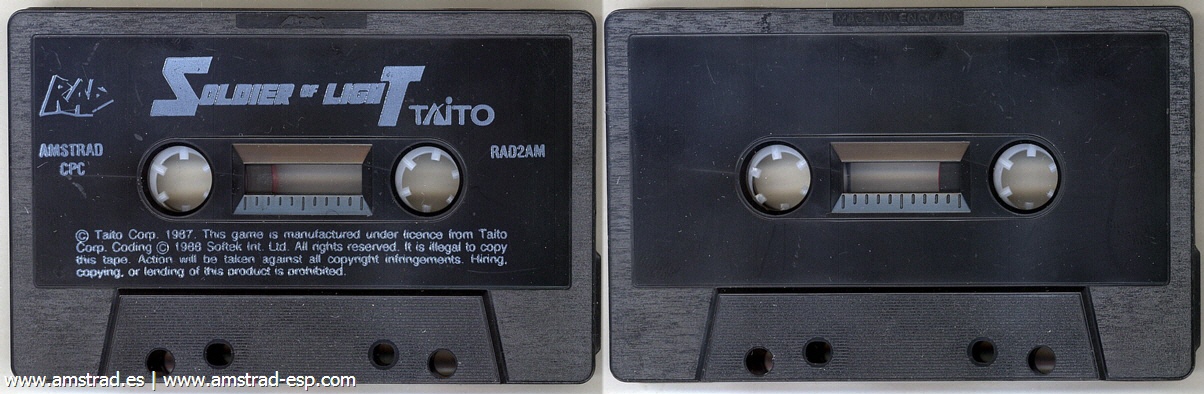 MADE IN ENGLAND
RAD
SOLDIER OF LIGHT
TAITO
AMSTRAD
CPC
RAD2AM
© Taito Corp. 1987. This game is manufactured under licence from Taito
Corp. Coding © 1988 Softek Int. Ltd. All rights reserved. It is illegal to copy
this tape. Action will be taken against all copyright infringements. Hiring,
copying, or lending of this product is prohibited.
www.amstrad.es | www.amstrad-esp.com